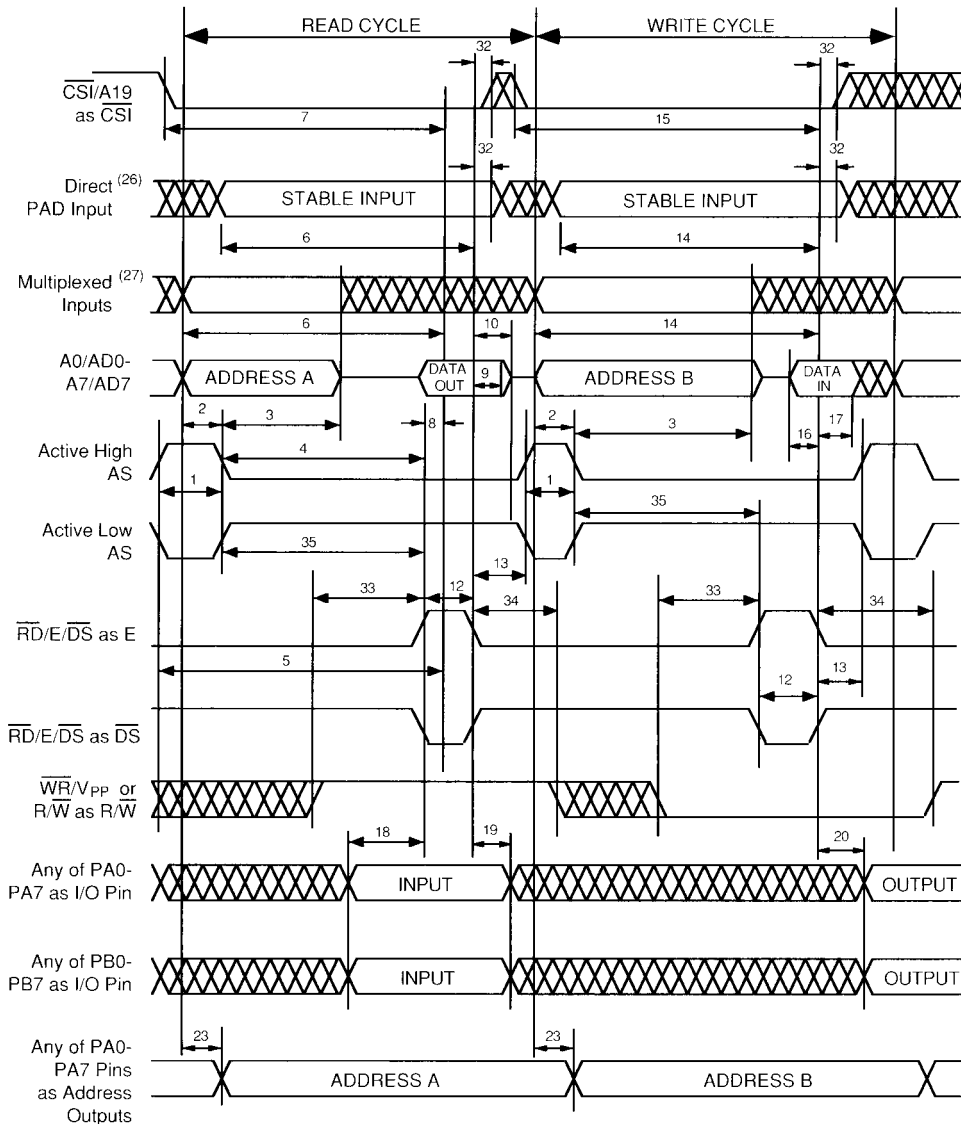 READ CYCLE WRITE CYCLE
32 32
CSI/A19
as CSI
7 15
32 32
Direct (26)
PAD Input
STABLE INPUT STABLE INPUT
6 14
Multiplexed (27)
Inputs
6 10 14
A0/AD0-
A7/AD7
ADDRESS A DATA OUT 9 ADDRESS B DATA IN
2 3 8 2 3 16 17
Active High
AS
4
1 1
35
Active Low
AS
35 13
33 12 34 33 34
RD/E/DS as E
5 12 13
RD/E/DS as DS
WR/VPP or
R/W as R/W
18 19 20
Any of PA0-
PA7 as I/O Pin
INPUT OUTPUT
Any of PB0-
PB7 as I/O Pin
INPUT OUTPUT
23 23
Any of PA0-
PA7 Pins
as Address
Outputs
ADDRESS A ADDRESS B